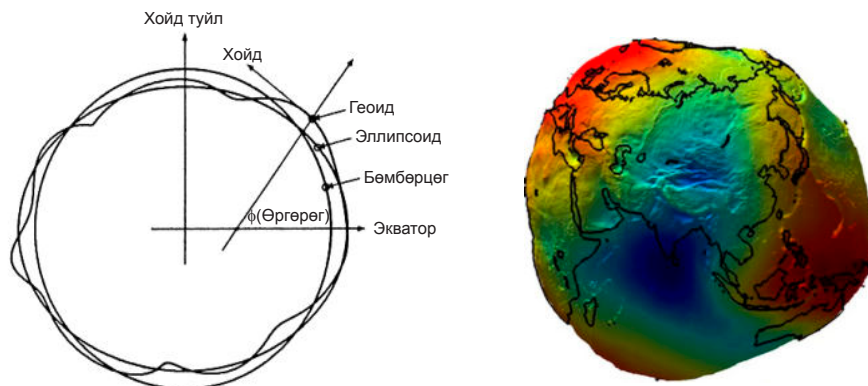 Хойд туйл
Хойд
Геоид
Эллипсоид
Бөмбөрцөг
ϕ(Өргөрөг)
Экватор